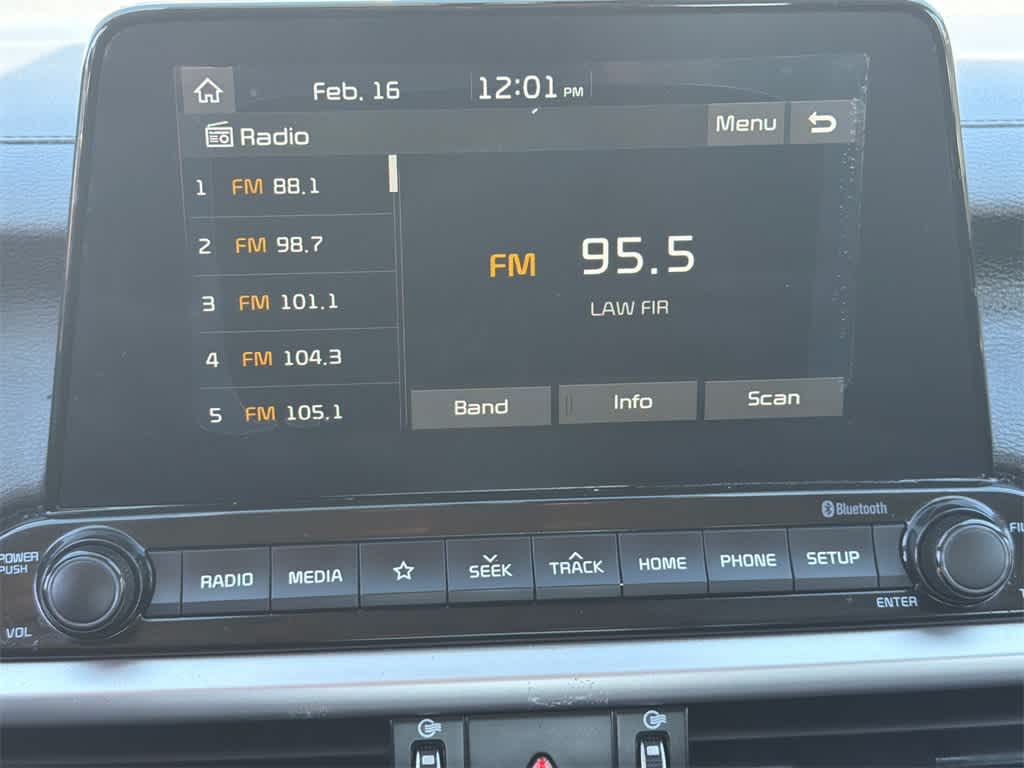 Feb. 16 12:01 PM
Radio Menu
1 FM 88.1
2 FM 98.7
3 FM 101.1
4 FM 104.3
5 FM 105.1
FM 95.5
LAW FIR
Band Info Scan
Bluetooth
POWER
PUSH
VOL
RADIO MEDIA SEEK TRACK HOME PHONE SETUP
ENTER